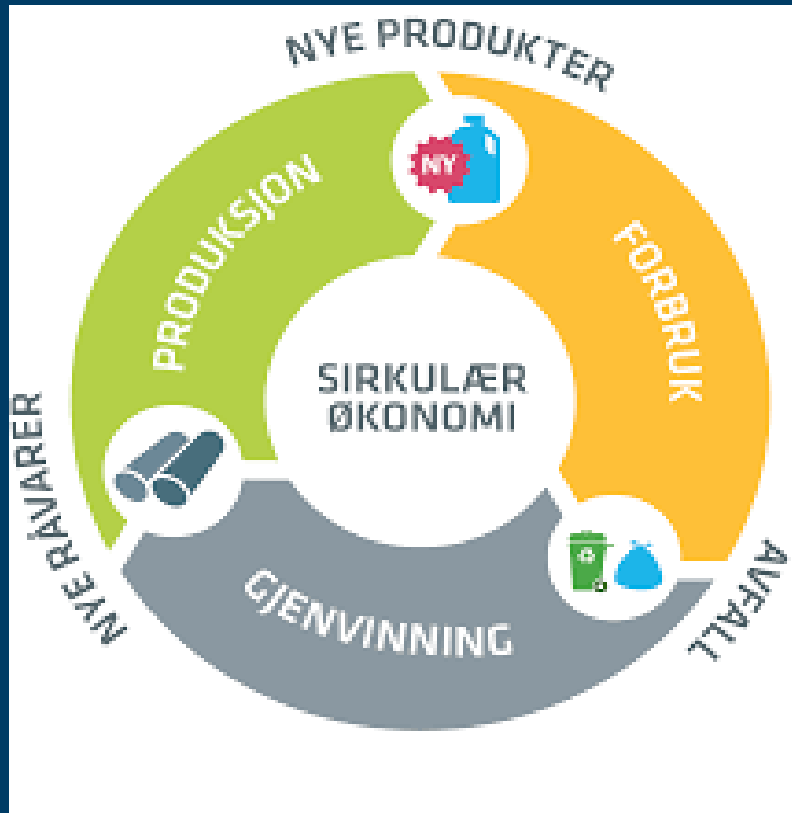 NYE PRODUKTER
NY
PRODUKSJON
FORBRUK
SIRKULÆR
ØKONOMI
NYE RÅVARER
GJENVINNING
AVFALL